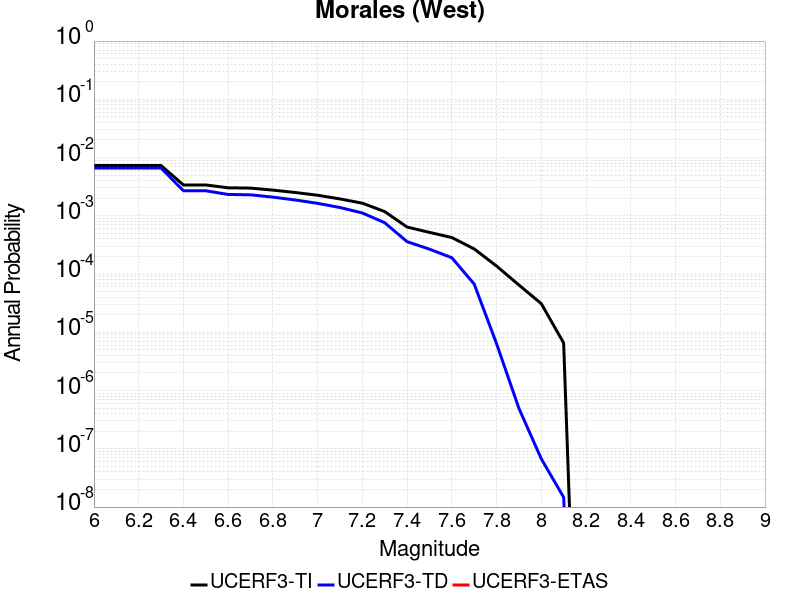 Morales (West)
10^0
10^-1
10^-2
10^-3
10^-4
10^-5
10^-6
10^-7
10^-8
Annual Probability
6 6.2 6.4 6.6 6.8 7 7.2 7.4 7.6 7.8 8 8.2 8.4 8.6 8.8 9
Magnitude
UCERF3-TI UCERF3-TD UCERF3-ETAS